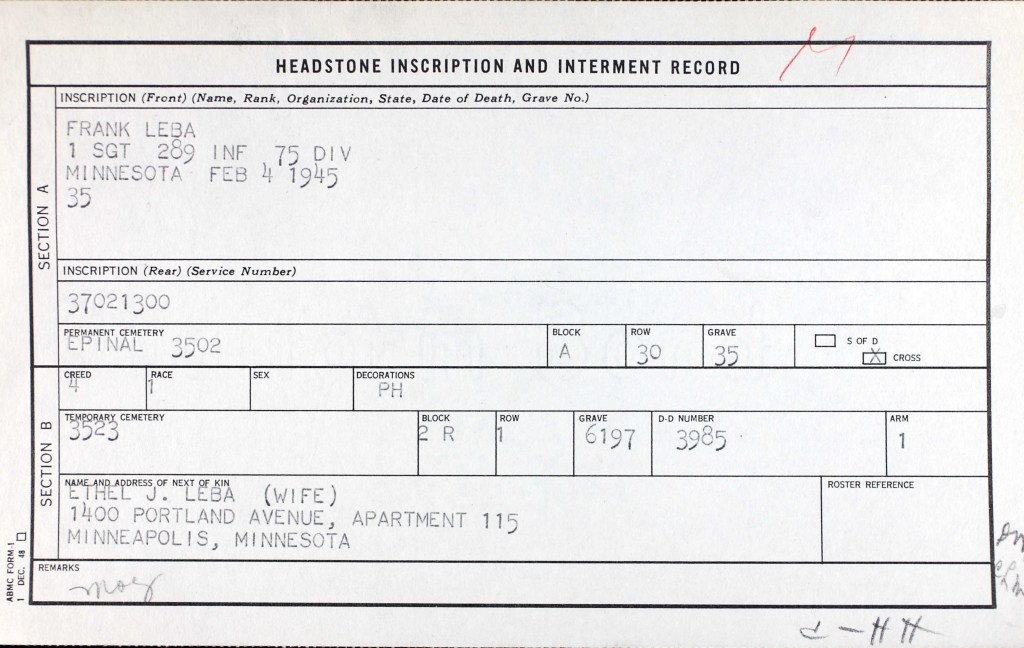 HEADSTONE INSCRIPTION AND INTERMENT RECORD
SECTION A
INSCRIPTION (Front) (Name, Rank, Organization, State, Date of Death, Grave No.)
FRANK LEBA
1 SGT 289 INF 75 DIV
MINNESOTA FEB 4 1945
35
INSCRIPTION (Rear) (Service Number)
37021300
PERMANENT CEMETERY BLOCK ROW GRAVE
EPINAL 3502 A 30 35
S OF D
X CROSS
SECTION B
CREED RACE SEX DECORATIONS
4 1 PH
TEMPORARY CEMETERY BLOCK ROW GRAVE D-D NUMBER ARM
3523 2 R 1 6197 3985 1
NAME AND ADDRESS OF NEXT OF KIN ROSTER REFERENCE
ETHEL J. LEBA (WIFE)
1400 PORTLAND AVENUE, APARTMENT 115
MINNEAPOLIS, MINNESOTA
REMARKS
ABMC FORM-1
1 DEC. 48